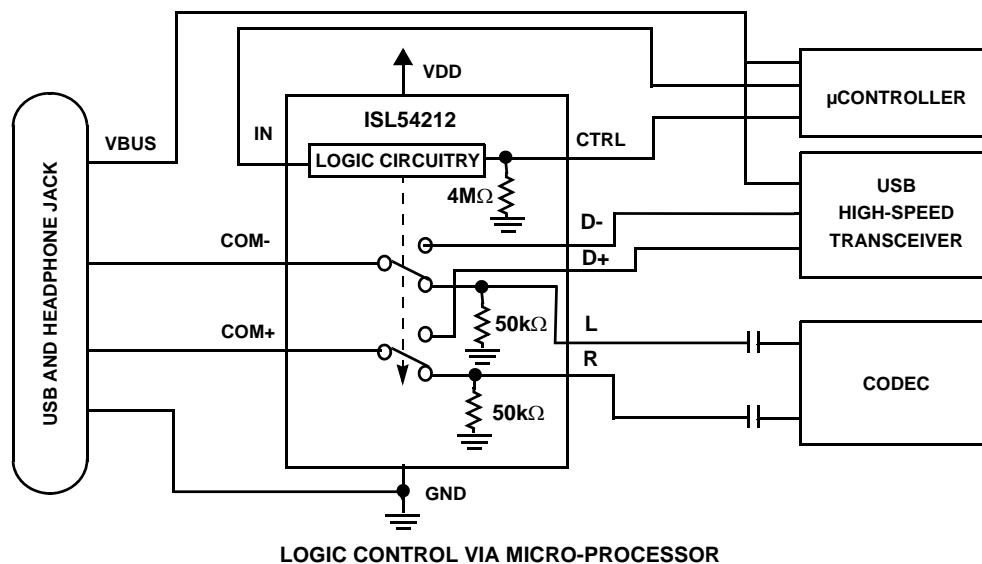 VDD
µCONTROLLER
ISL54212
IN
CTRL
VBUS
LOGIC CIRCUITRY
4MΩ
USB
HIGH-SPEED
TRANSCEIVER
D-
COM-
D+
USB AND HEADPHONE JACK
50kΩ
L
COM+
R
CODEC
50kΩ
GND
LOGIC CONTROL VIA MICRO-PROCESSOR